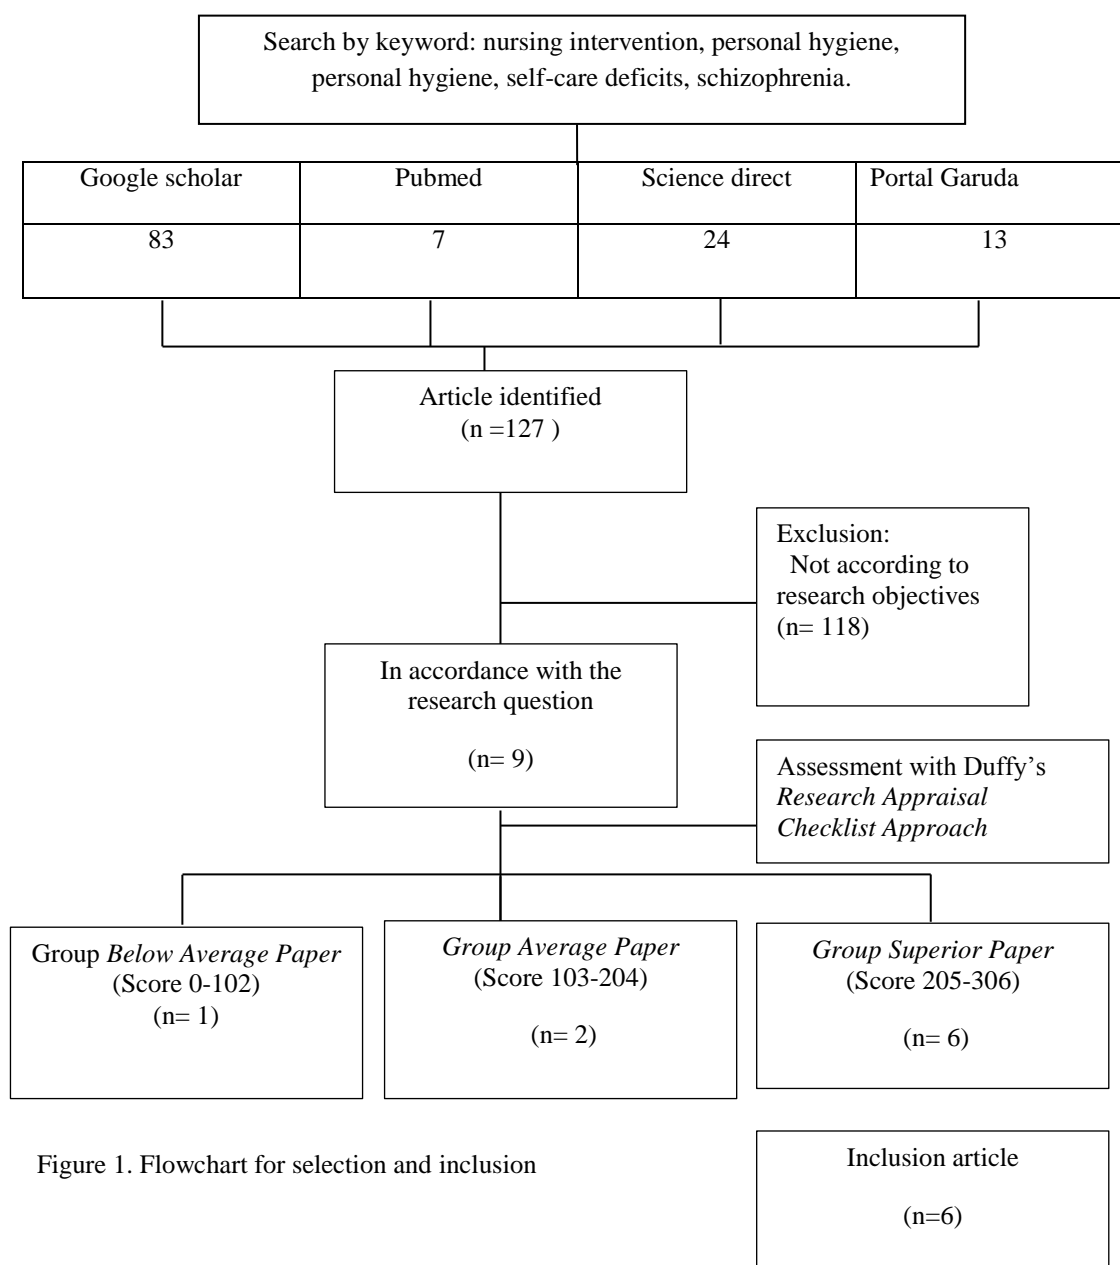 Search by keyword: nursing intervention, personal hygiene,
personal hygiene, self-care deficits, schizophrenia.
Google scholar
Pubmed
Science direct
Portal Garuda
83
7
24
13
Article identified
(n =127 )
Exclusion:
Not according to
research objectives
(n= 118)
In accordance with the
research question
(n= 9)
Assessment with Duffy’s
Research Appraisal
Checklist Approach
Group Below Average Paper
(Score 0-102)
(n= 1)
Group Average Paper
(Score 103-204)
(n= 2)
Group Superior Paper
(Score 205-306)
(n= 6)
Figure 1. Flowchart for selection and inclusion
Inclusion article
(n=6)